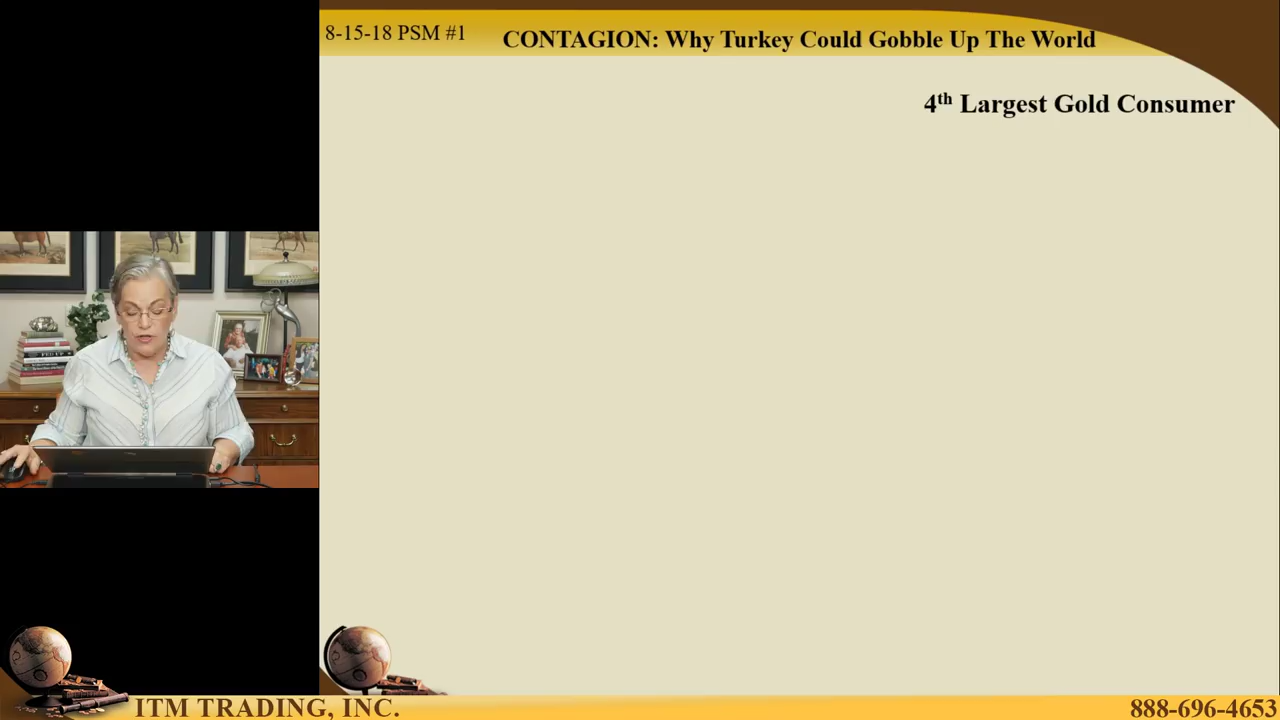 8-15-18 PSM #1
CONTAGION: Why Turkey Could Gobble Up The World
4th Largest Gold Consumer
ITM TRADING, INC.
888-696-4653